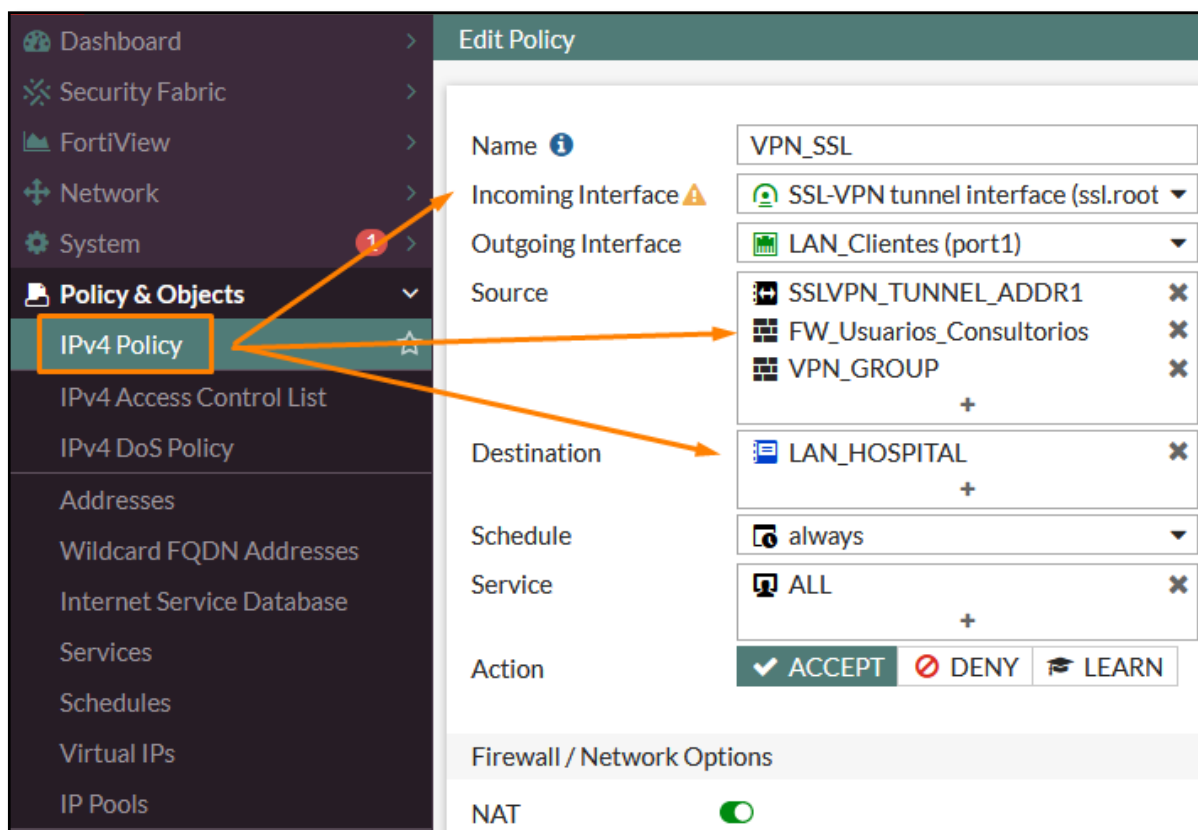 Dashboard
Security Fabric
FortiView
Network
System 1
Policy & Objects
IPv4 Policy
IPv4 Access Control List
IPv4 DoS Policy
Addresses
Wildcard FQDN Addresses
Internet Service Database
Services
Schedules
Virtual IPs
IP Pools
Edit Policy
Name VPN_SSL
Incoming Interface SSL-VPN tunnel interface (ssl.root
Outgoing Interface LAN_Clientes (port1)
Source SSLVPN_TUNNEL_ADDR1
FW_Usuarios_Consultorios
VPN_GROUP
+
Destination LAN_HOSPITAL
+
Schedule always
Service ALL
+
Action ACCEPT DENY LEARN
Firewall / Network Options
NAT